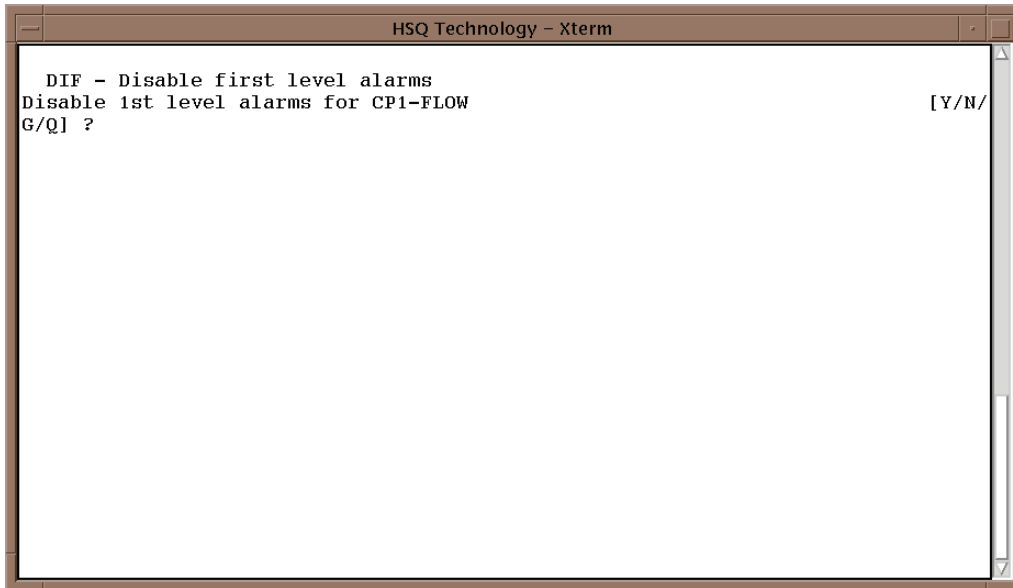 HSQ Technology – Xterm
DIF – Disable first level alarms
Disable 1st level alarms for CP1-FLOW [Y/N/
G/Q] ?